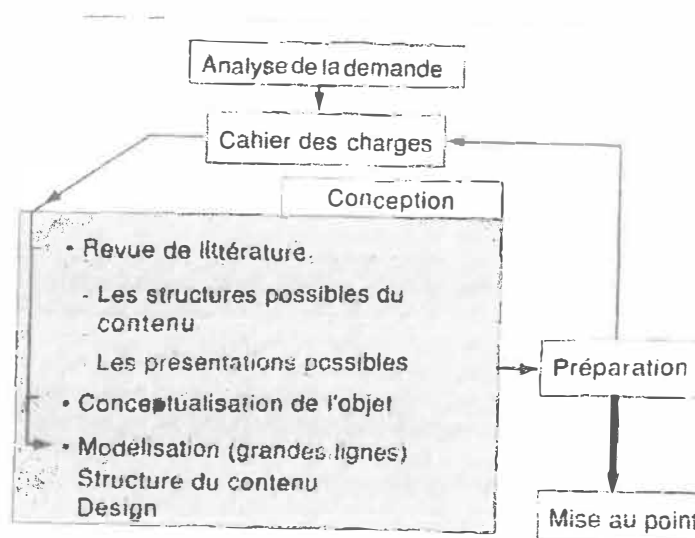 Analyse de la demande
Cahier des charges
Conception
• Revue de littérature.
- Les structures possibles du
contenu
Les présentations possibles
• Conceptualisation de l'objet
• Modélisation (grandes lignes)
Structure du contenu
Design
Préparation
Mise au point